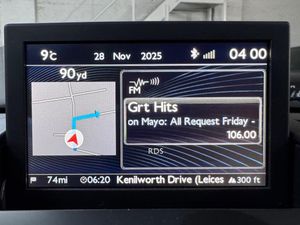 9°c 28 Nov 2025 04 00
90yd
FM
Grt Hits
on Mayo: All Request Friday -
106.00
RDS
74mi 06:20 Kenilworth Drive (Leices 300 ft